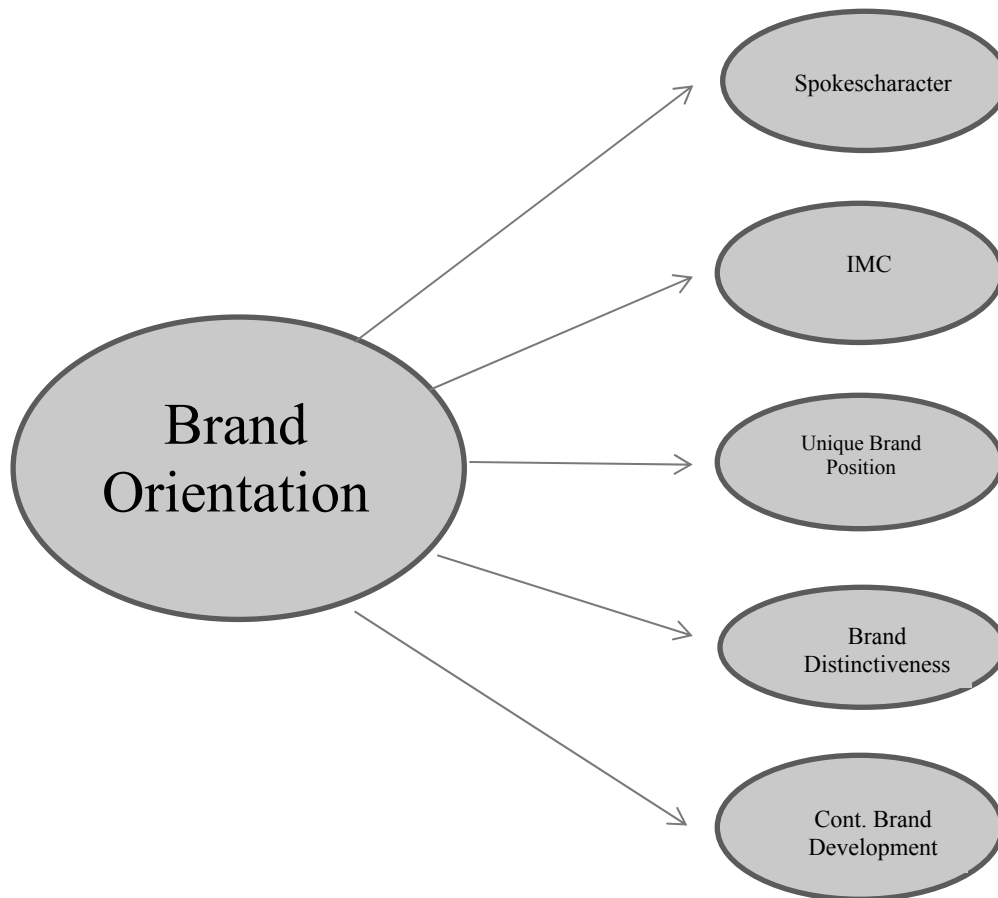 Spokescharacter
IMC
Brand
Orientation
Unique Brand
Position
Brand
Distinctiveness
Cont. Brand
Development